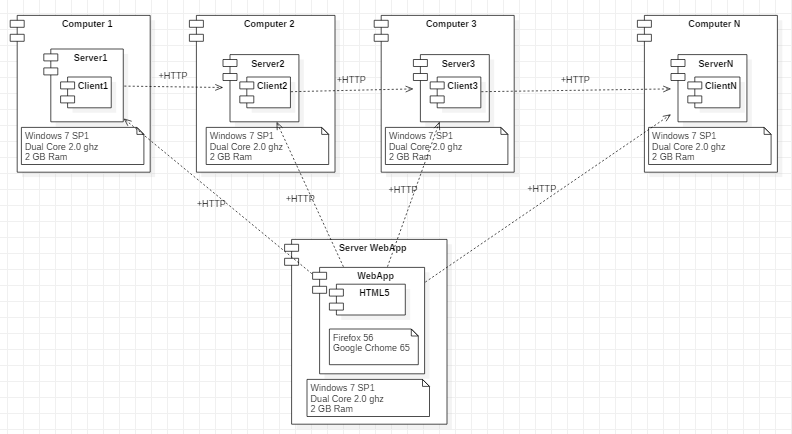 Computer 1
Server1
Client1
Windows 7 SP1
Dual Core 2.0 ghz
2 GB Ram
+HTTP
Computer 2
Server2
Client2
Windows 7 SP1
Dual Core 2.0 ghz
2 GB Ram
+HTTP
Computer 3
Server3
Client3
Windows 7 SP1
Dual Core 2.0 ghz
2 GB Ram
+HTTP
Computer N
ServerN
ClientN
Windows 7 SP1
Dual Core 2.0 ghz
2 GB Ram
+HTTP
+HTTP
+HTTP
+HTTP
Server WebApp
WebApp
HTML5
Firefox 56
Google Crhome 65
Windows 7 SP1
Dual Core 2.0 ghz
2 GB Ram